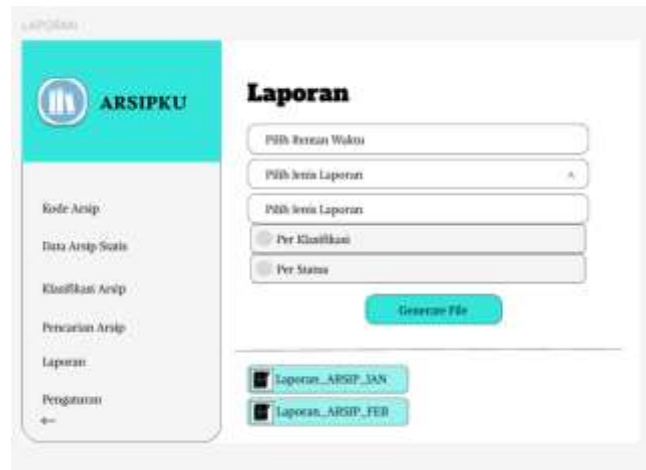 LAPORAN
ARSIPKU
Kode Arsip
Data Arsip Statis
Klasifikasi Arsip
Pencarian Arsip
Laporan
Pengaturan
Laporan
Pilih Rentan Waktu
Pilih Jenis Laporan
Pilih Jenis Laporan
Per Klasifikasi
Per Status
Generate File
Laporan_ARSIP_JAN
Laporan_ARSIP_FEB